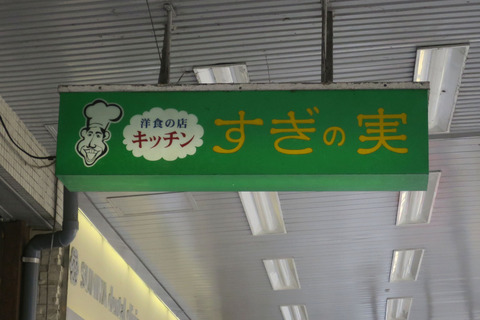 洋食の店
キッチン
すぎの実